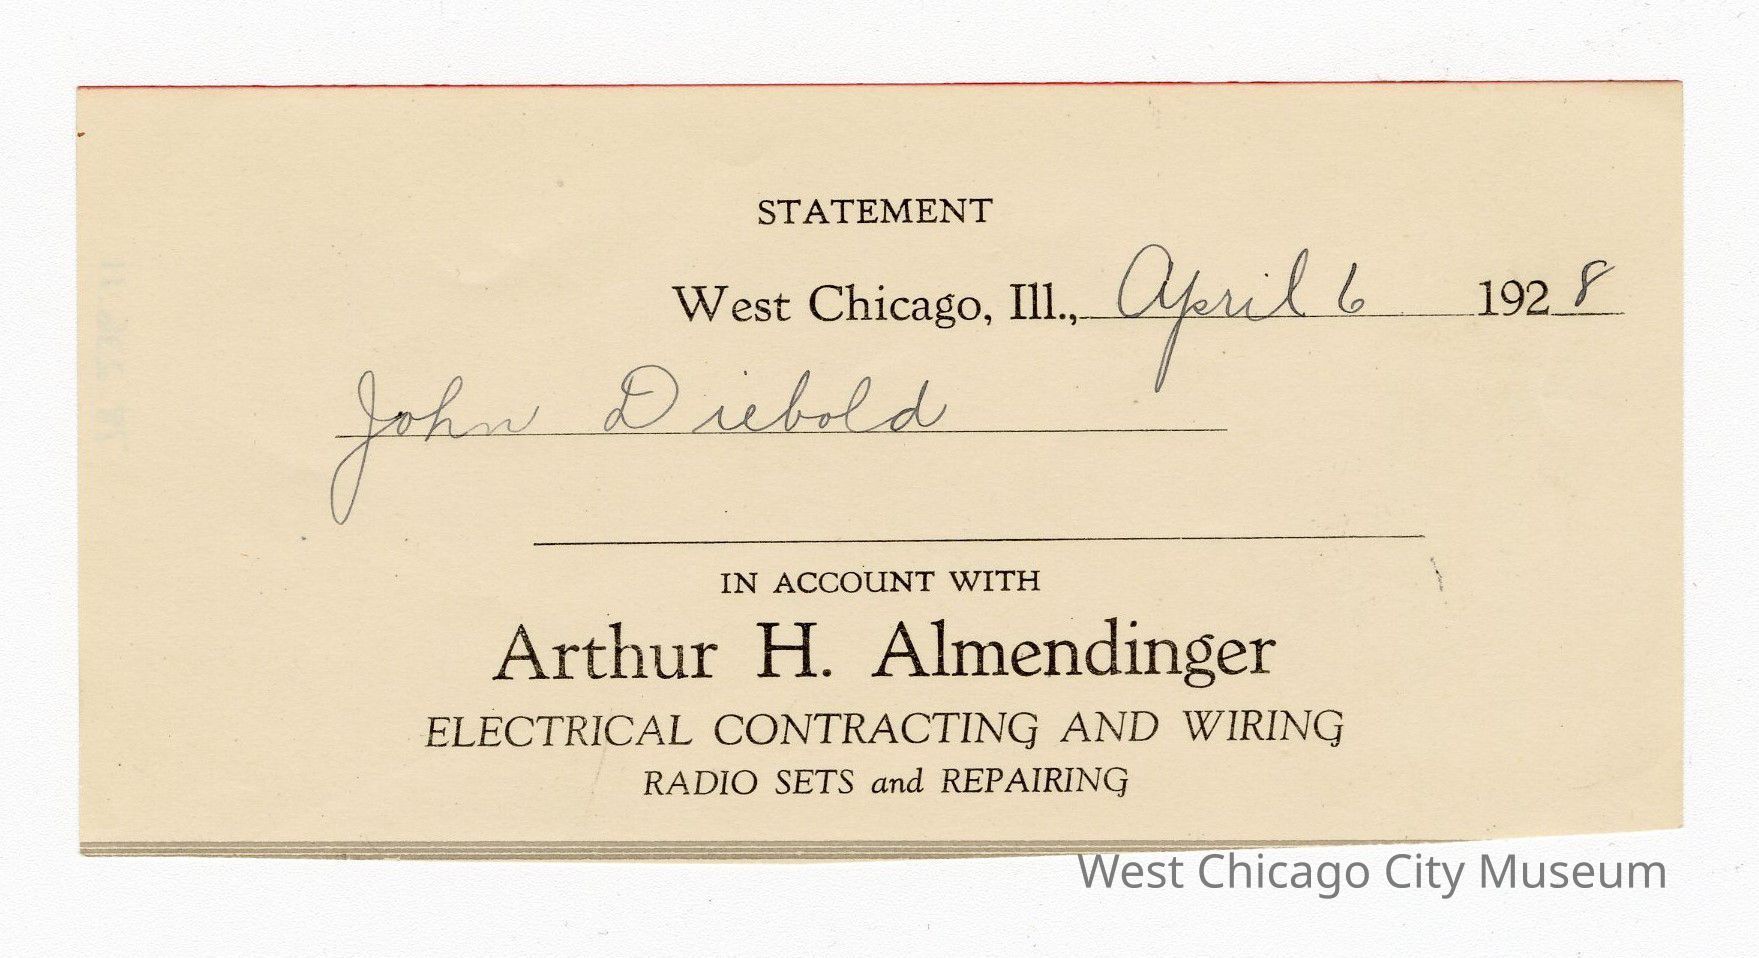 STATEMENT
West Chicago, Ill., April 6 1928
John Diebold
IN ACCOUNT WITH
Arthur H. Almendinger
ELECTRICAL CONTRACTING AND WIRING
RADIO SETS and REPAIRING
West Chicago City Museum